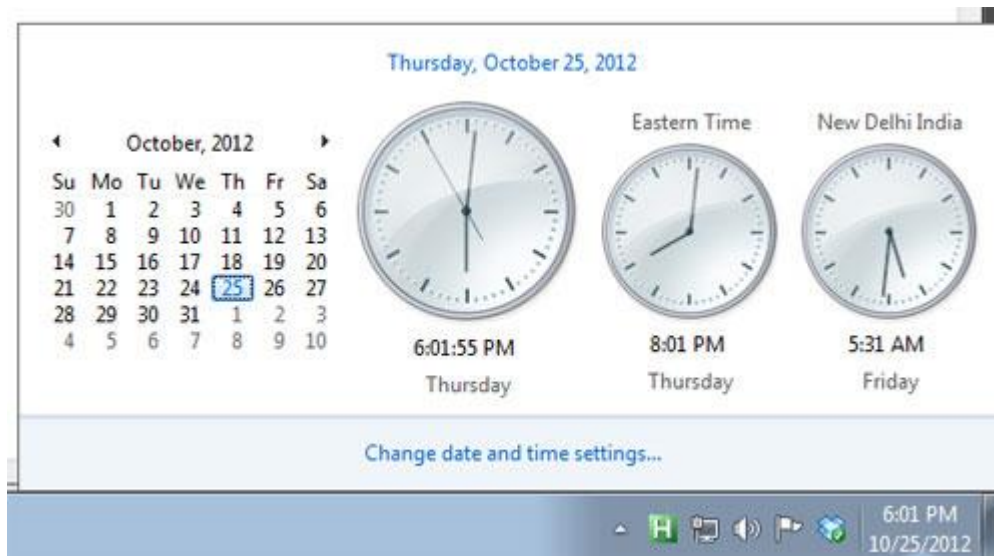 Thursday, October 25, 2012
October, 2012
Su Mo Tu We Th Fr Sa
30 1 2 3 4 5 6
7 8 9 10 11 12 13
14 15 16 17 18 19 20
21 22 23 24 25 26 27
28 29 30 31 1 2 3
4 5 6 7 8 9 10
6:01:55 PM
Thursday
Eastern Time
8:01 PM
Thursday
New Delhi India
5:31 AM
Friday
Change date and time settings...
H
6:01 PM
10/25/2012